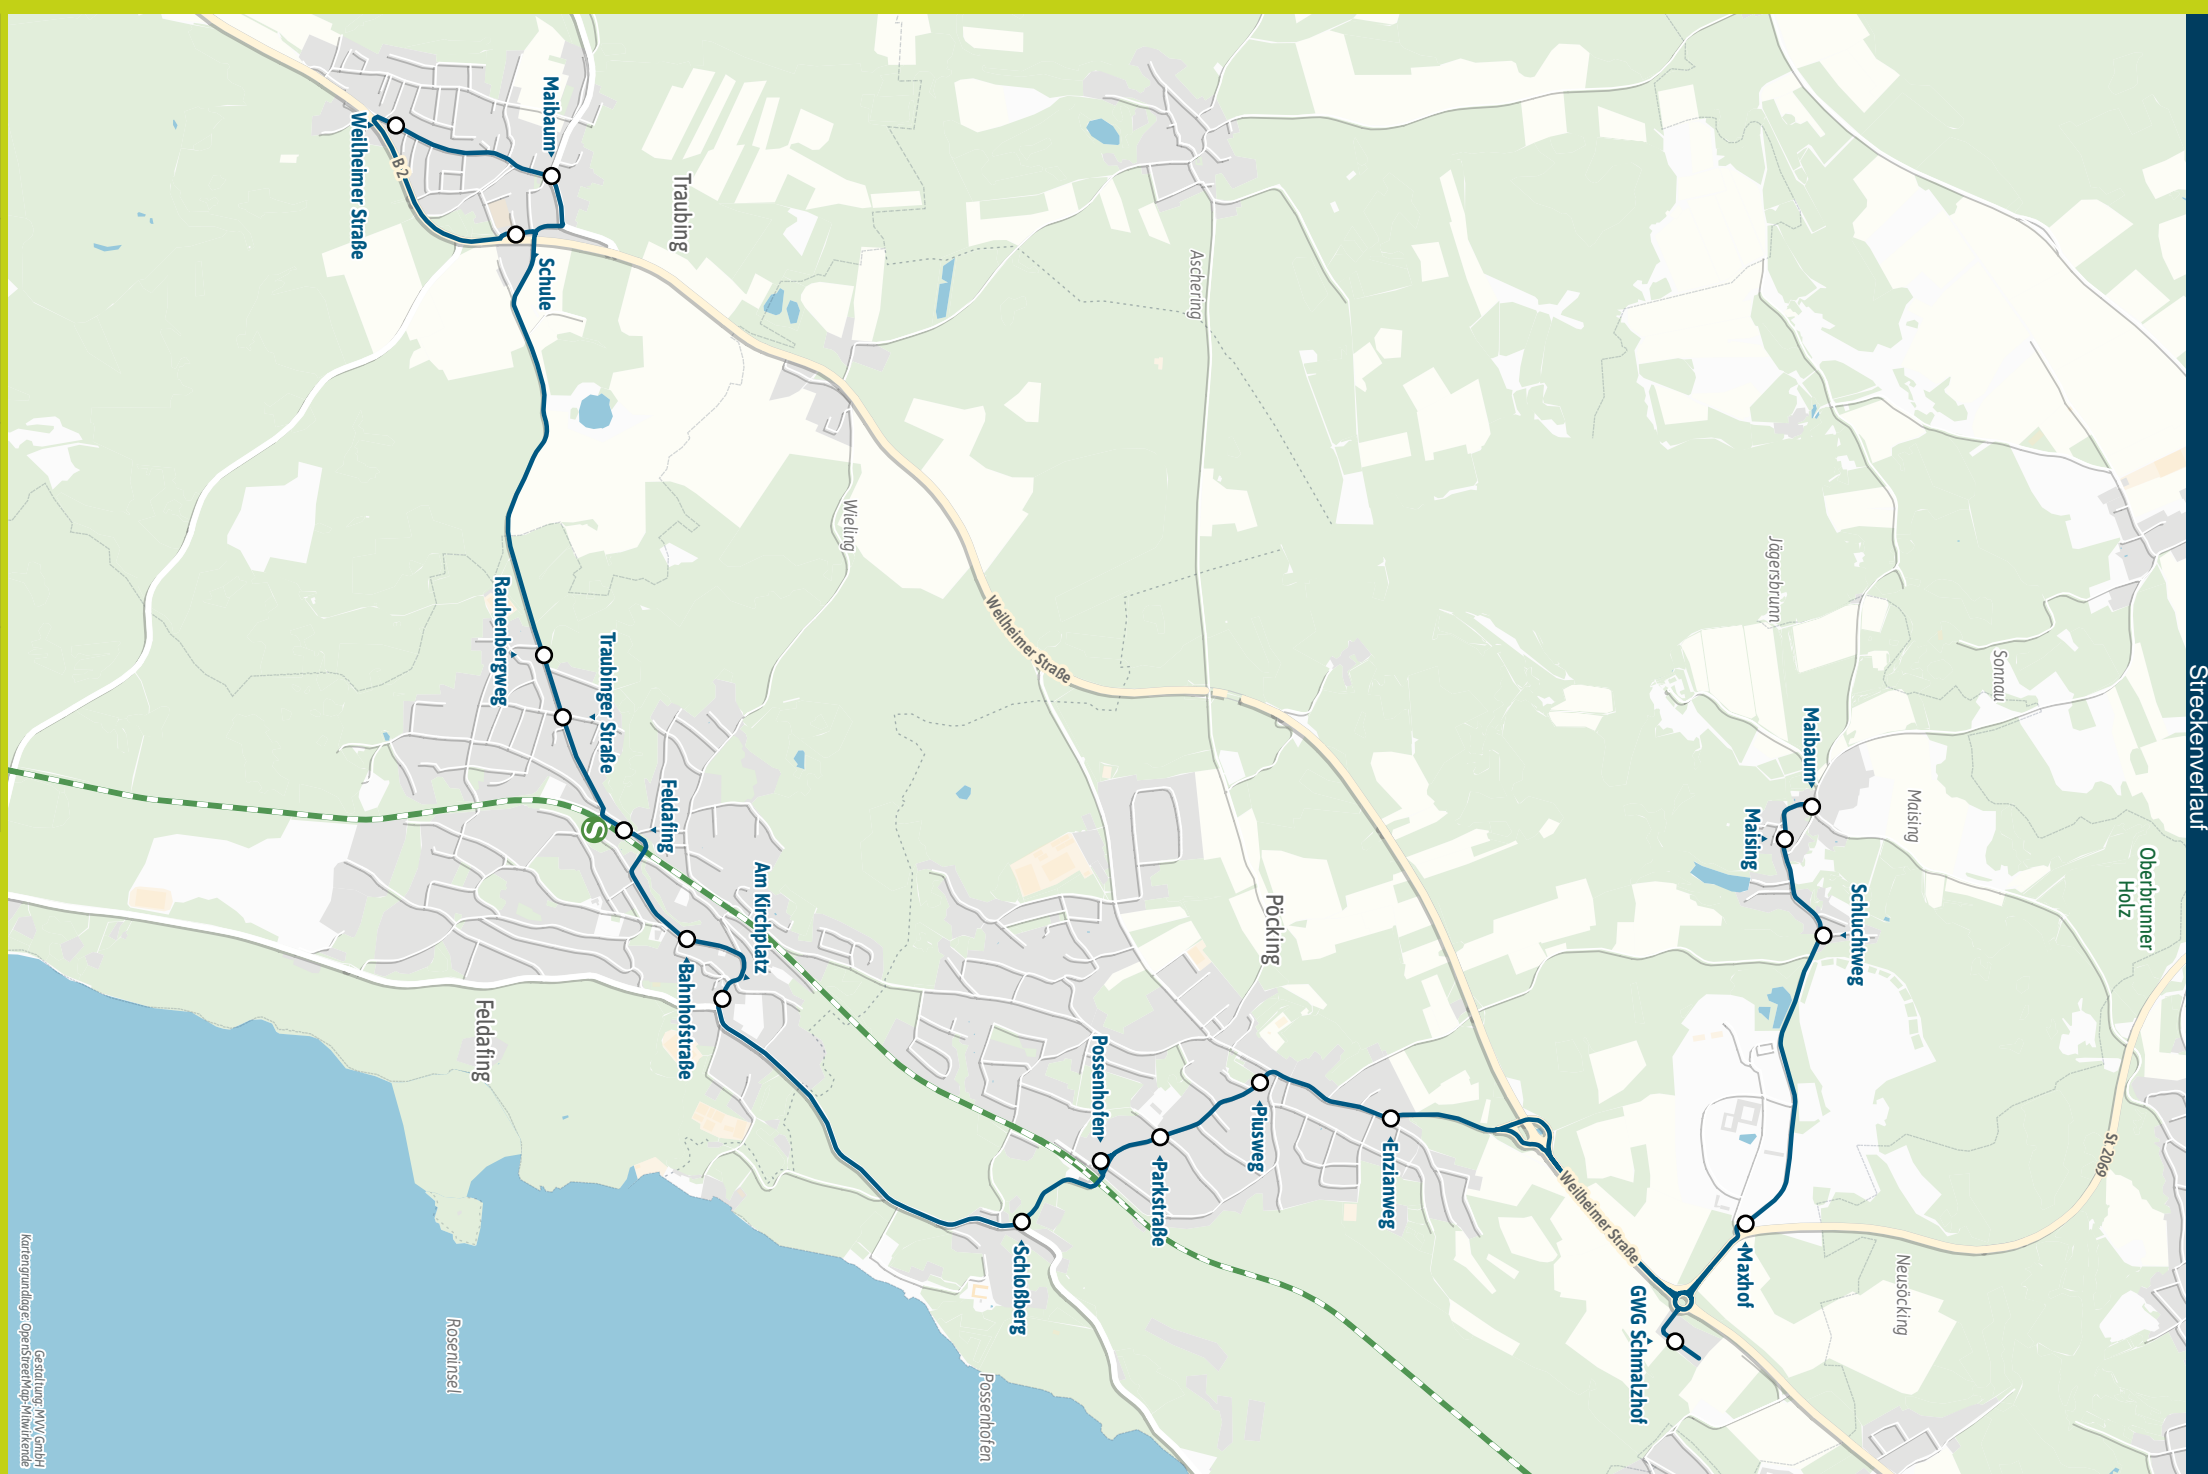 Streckenverlauf
Oberbrunner
Holz
St 2069
Sonnau
Maising
Neusöcking
Schluchtweg
Maibaum
Jägersbrunn
Maising
Maxhof
GWG Schmalzhof
Weilheimer Straße
Enzianweg
Pöcking
Piusweg
Aschering
Parkstraße
Possenhofen
Weilheimer Straße
Schloßberg
Possenhofen
Wieling
Am Kirchplatz
Traubing
Bahnhofstraße
Feldafing
Traubinger Straße
S
Maibaum
Schule
Rauhenbergweg
Feldafing
Roseninsel
B 2
Weilheimer Straße
Gestaltung: MVV GmbH
Kartengrundlage: OpenStreetMap-Mitwirkende